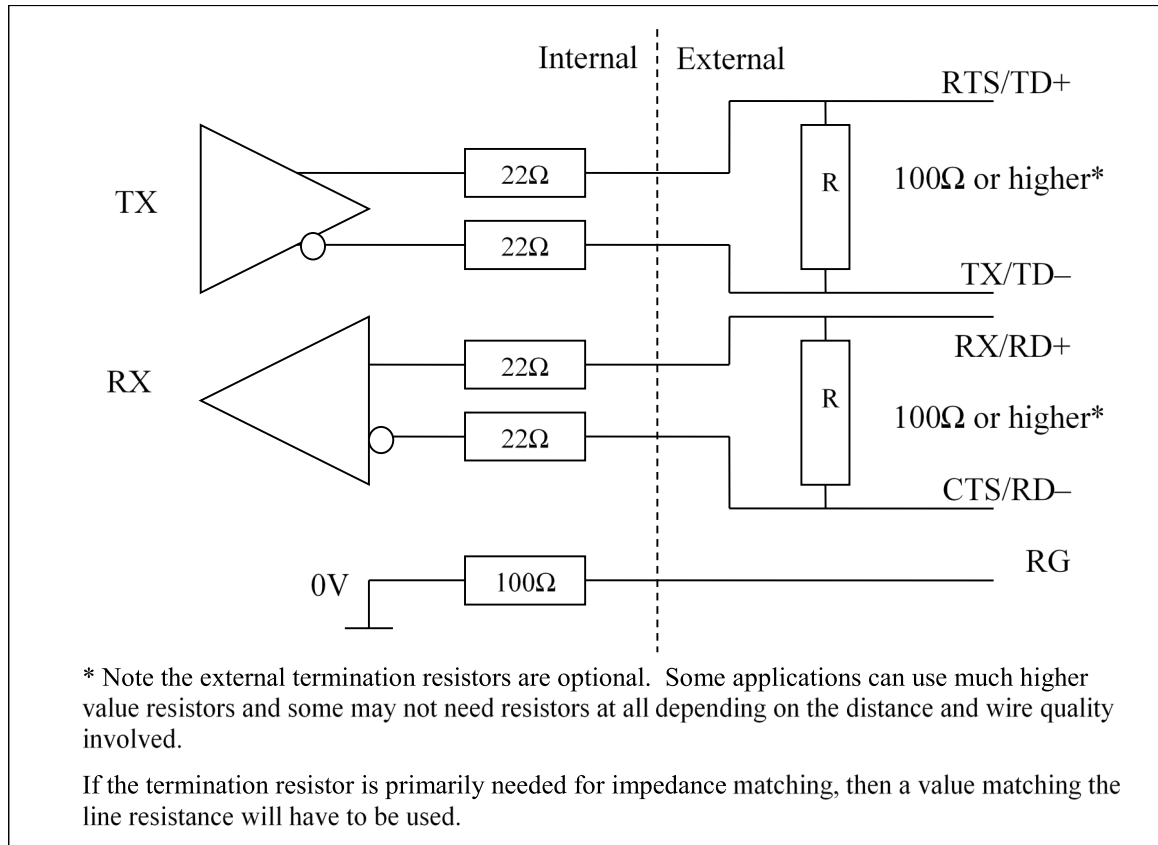 Internal
External
RTS/TD+
22Ω
R
100Ω or higher*
TX
22Ω
TX/TD–
RX/RD+
22Ω
RX
R
100Ω or higher*
22Ω
CTS/RD–
RG
0V
100Ω
* Note the external termination resistors are optional.  Some applications can use much higher
value resistors and some may not need resistors at all depending on the distance and wire quality
involved.
If the termination resistor is primarily needed for impedance matching, then a value matching the
line resistance will have to be used.